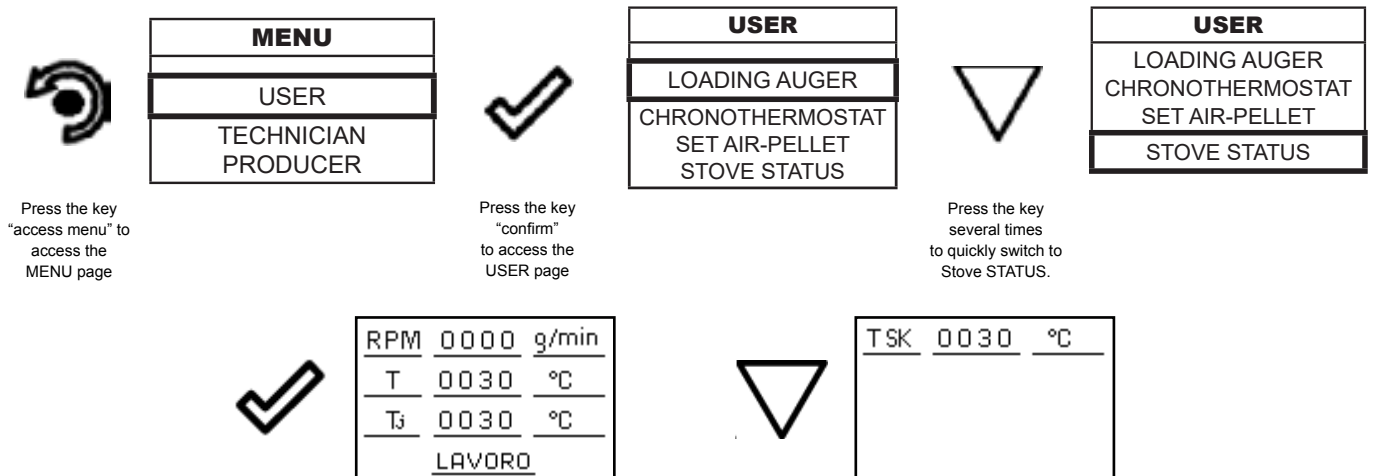 MENU
USER
TECHNICIAN
PRODUCER
Press the key
“access menu” to
access the
MENU page
USER
LOADING AUGER
CHRONOTHERMOSTAT
SET AIR-PELLET
STOVE STATUS
Press the key
“confirm”
to access the
USER page
USER
LOADING AUGER
CHRONOTHERMOSTAT
SET AIR-PELLET
STOVE STATUS
Press the key
several times
to quickly switch to
Stove STATUS.
RPM 0000 g/min
T 0030 °C
Tj 0030 °C
LAVORO
TSK 0030 °C